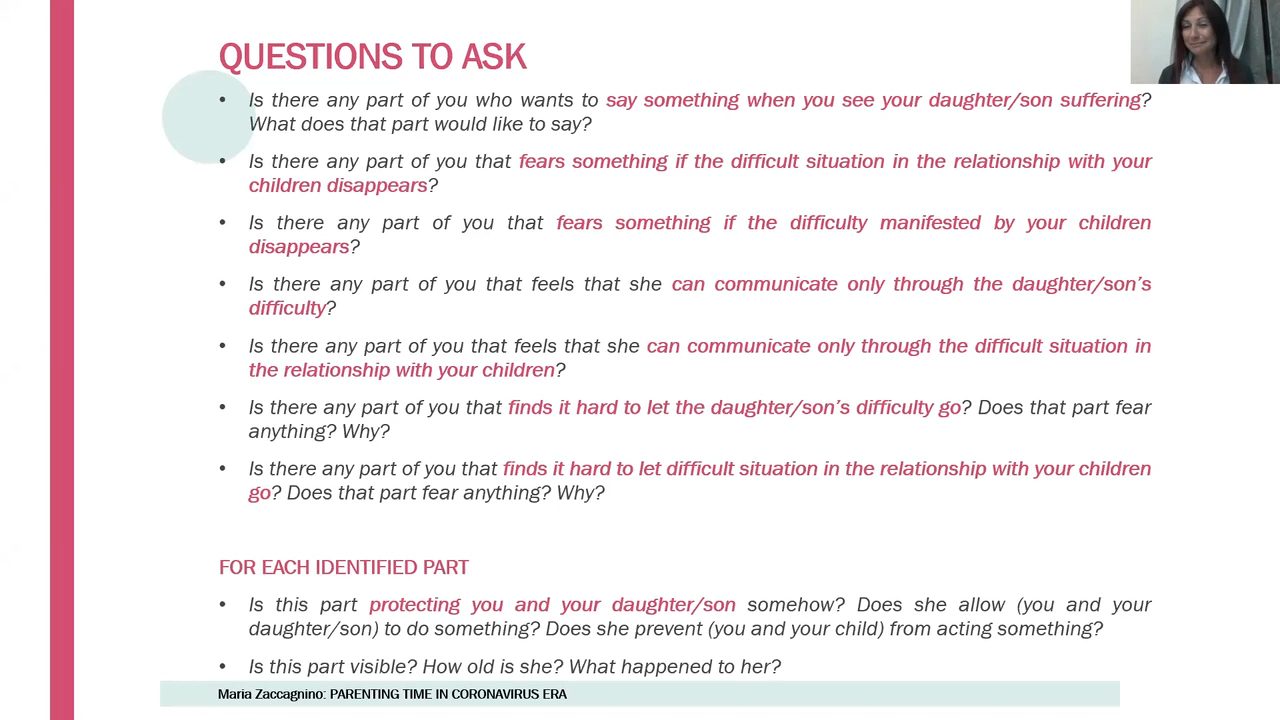 QUESTIONS TO ASK
• Is there any part of you who wants to say something when you see your daughter/son suffering?
What does that part would like to say?
• Is there any part of you that fears something if the difficult situation in the relationship with your
children disappears?
• Is there any part of you that fears something if the difficulty manifested by your children
disappears?
• Is there any part of you that feels that she can communicate only through the daughter/son’s
difficulty?
• Is there any part of you that feels that she can communicate only through the difficult situation in
the relationship with your children?
• Is there any part of you that finds it hard to let the daughter/son’s difficulty go? Does that part fear
anything? Why?
• Is there any part of you that finds it hard to let difficult situation in the relationship with your children
go? Does that part fear anything? Why?
FOR EACH IDENTIFIED PART
• Is this part protecting you and your daughter/son somehow? Does she allow (you and your
daughter/son) to do something? Does she prevent (you and your child) from acting something?
• Is this part visible? How old is she? What happened to her?
Maria Zaccagnino: PARENTING TIME IN CORONAVIRUS ERA